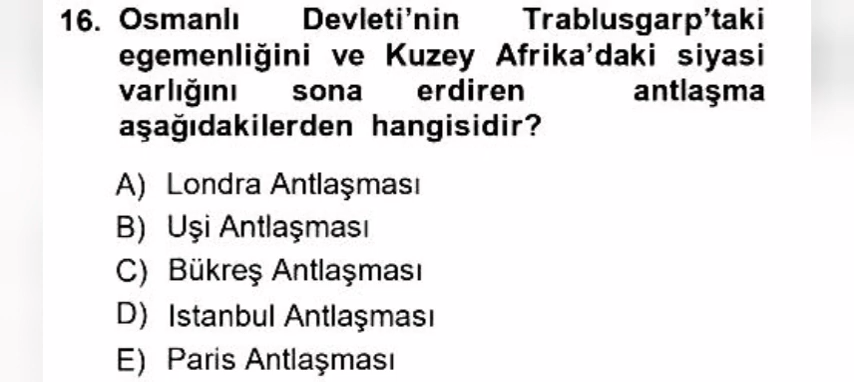 16. Osmanlı Devleti’nin Trablusgarp’taki
egemenliğini ve Kuzey Afrika’daki siyasi
varlığını sona erdiren antlaşma
aşağıdakilerden hangisidir?
A) Londra Antlaşması
B) Uşi Antlaşması
C) Bükreş Antlaşması
D) Istanbul Antlaşması
E) Paris Antlaşması